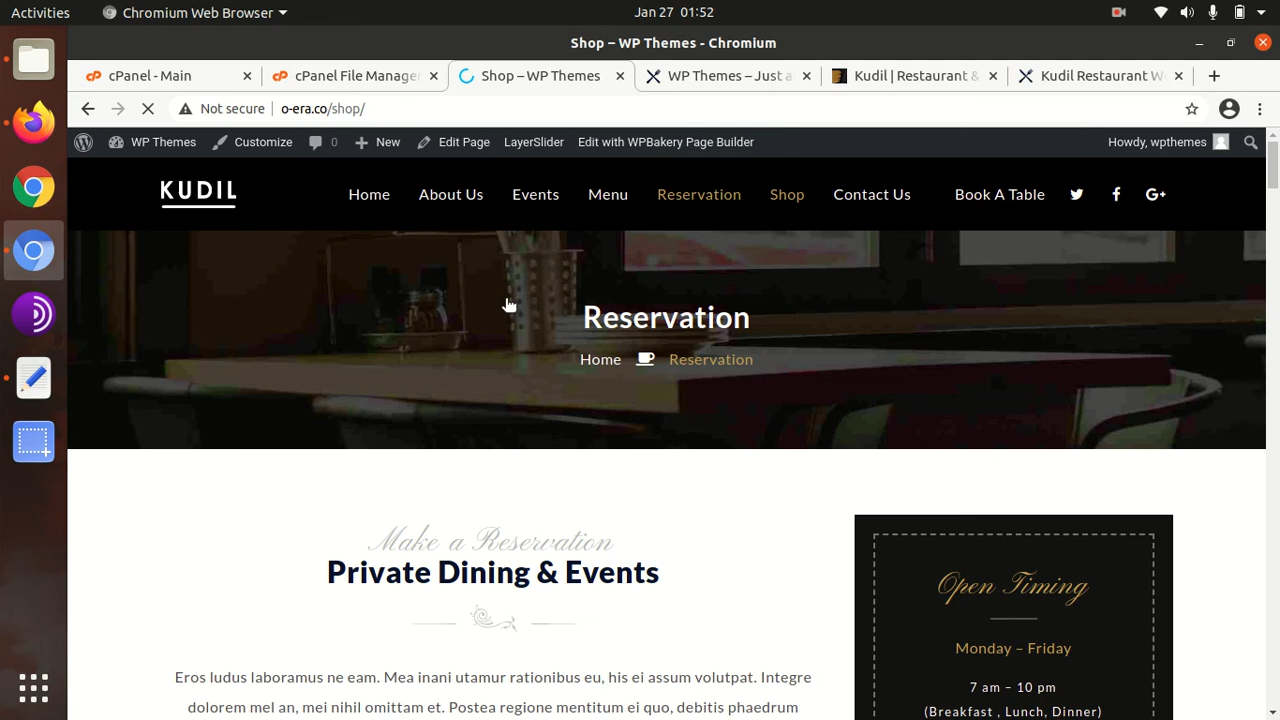 Activities
Chromium Web Browser
Jan 27 01:52
Shop – WP Themes - Chromium
cPanel - Main
cPanel File Manager
Shop – WP Themes
WP Themes – Just a
Kudil | Restaurant &
Kudil Restaurant W
Not secure
o-era.co/shop/
WP Themes
Customize
0
New
Edit Page
LayerSlider
Edit with WPBakery Page Builder
Howdy, wpthemes
KUDIL
Home
About Us
Events
Menu
Reservation
Shop
Contact Us
Book A Table
Reservation
Home
Reservation
Make a Reservation
Private Dining & Events
Eros ludus laboramus ne eam. Mea inani utamur rationibus eu, his ei assum volutpat. Integre
dolorem mel an, mei nihil omittam et. Postea regione mentitum ei quo, debitis phaedrum
Open Timing
Monday – Friday
7 am – 10 pm
(Breakfast , Lunch, Dinner)